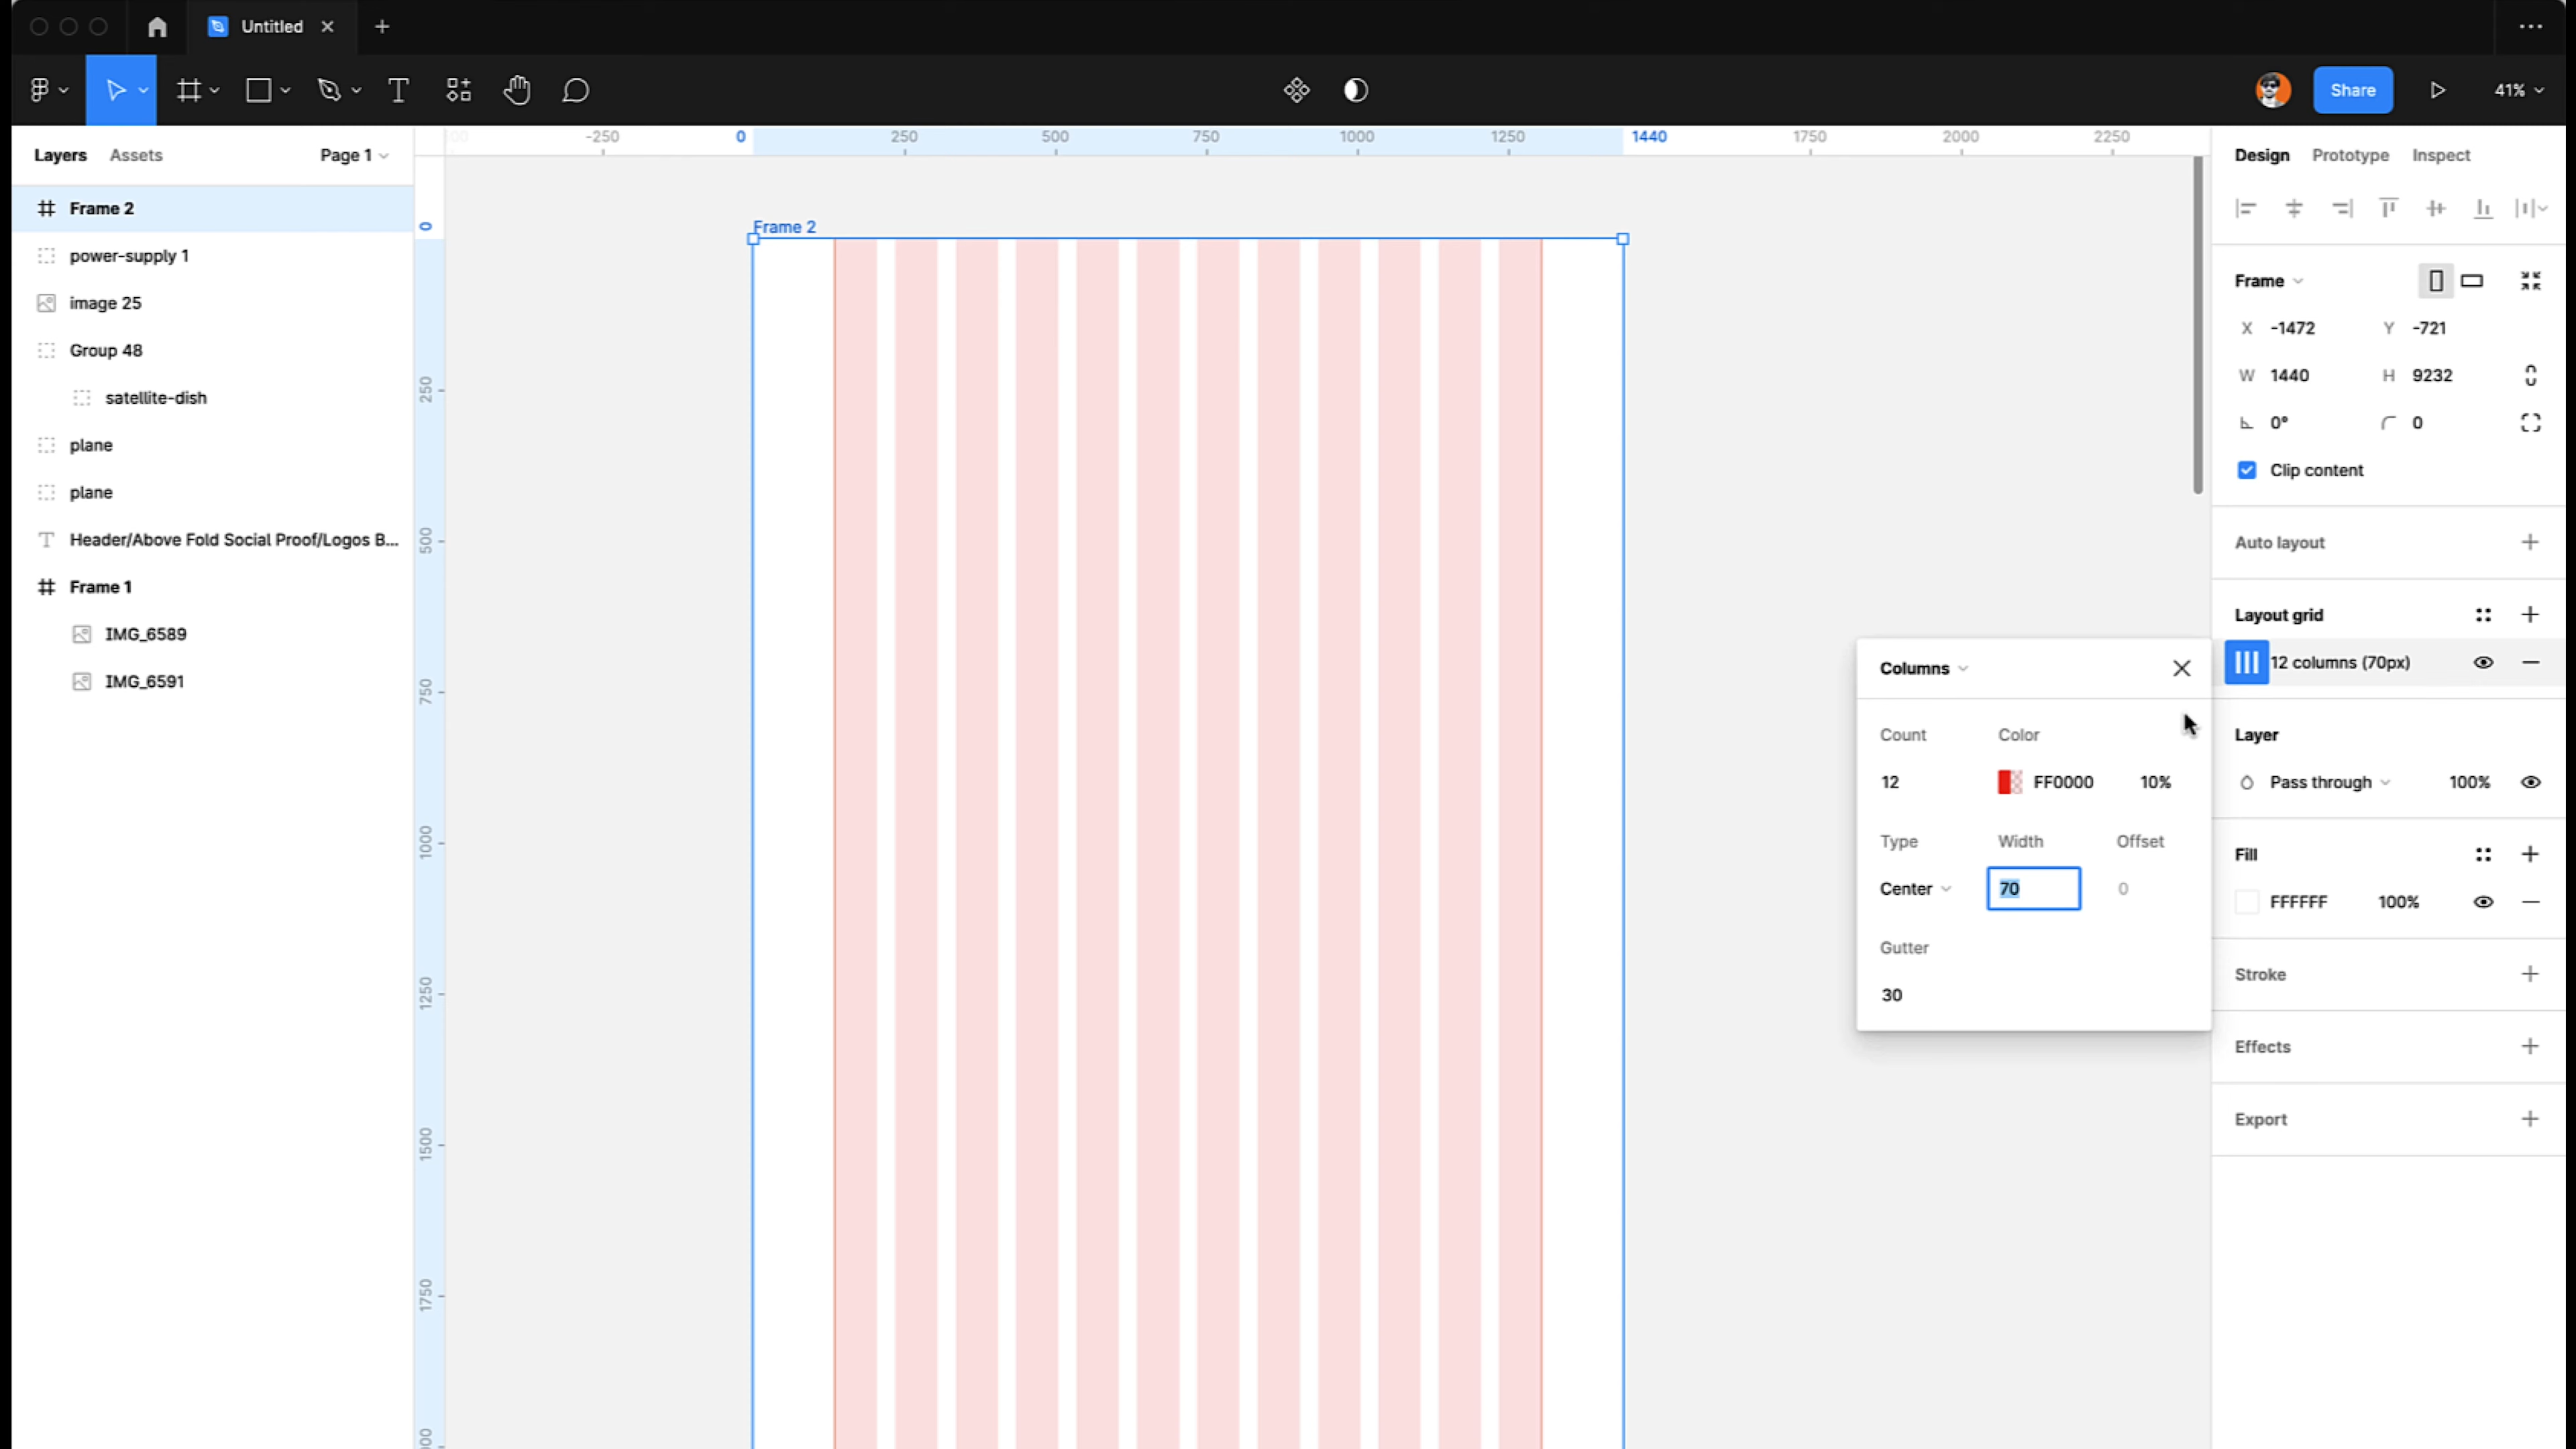 Untitled
Share
41%
Layers Assets Page 1
Frame 2
power-supply 1
image 25
Group 48
satellite-dish
plane
plane
Header/Above Fold Social Proof/Logos B...
Frame 1
IMG_6589
IMG_6591
-250 0 250 500 750 1000 1250 1440 1750 2000 2250
0
250
500
750
1000
1250
1500
1750
Frame 2
Columns
Count Color
12 FF0000 10%
Type Width Offset
Center 70 0
Gutter
30
Design Prototype Inspect
Frame
X -1472 Y -721
W 1440 H 9232
0° 0
Clip content
Auto layout
Layout grid
12 columns (70px)
Layer
Pass through 100%
Fill
FFFFFF 100%
Stroke
Effects
Export